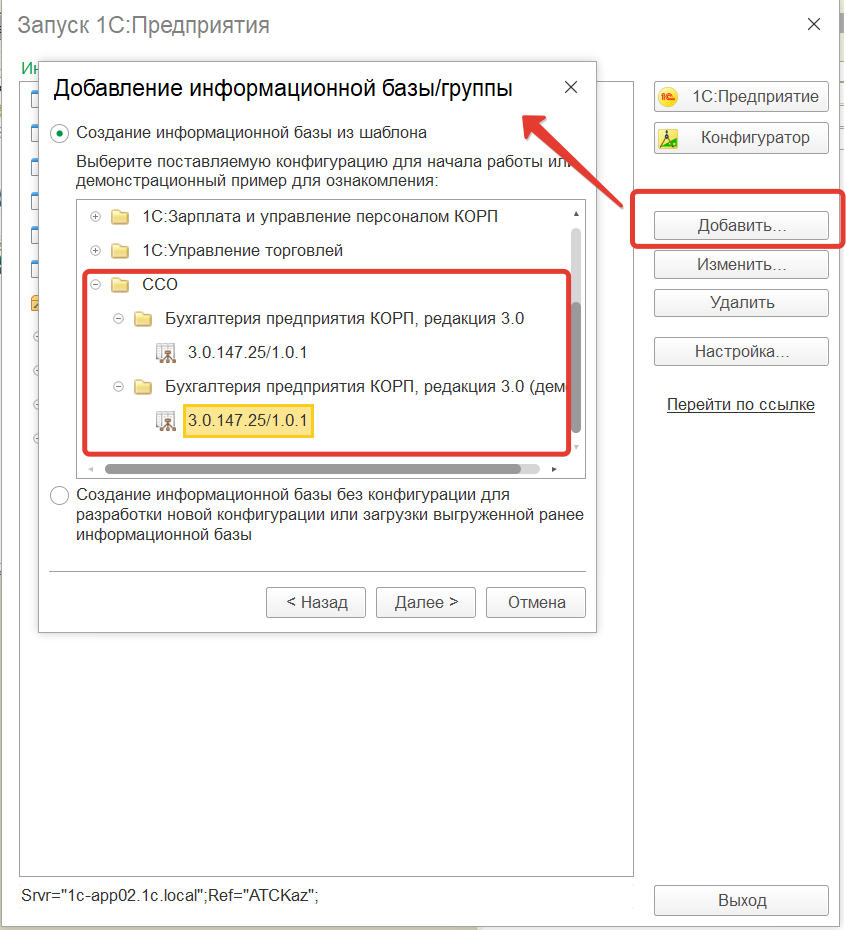 Запуск 1С:Предприятия
Ин
Добавление информационной базы/группы
Создание информационной базы из шаблона
Выберите поставляемую конфигурацию для начала работы или
демонстрационный пример для ознакомления:
1С:Зарплата и управление персоналом КОРП
1С:Управление торговлей
ССО
Бухгалтерия предприятия КОРП, редакция 3.0
3.0.147.25/1.0.1
Бухгалтерия предприятия КОРП, редакция 3.0 (демо
3.0.147.25/1.0.1
Создание информационной базы без конфигурации для
разработки новой конфигурации или загрузки выгруженной ранее
информационной базы
< Назад
Далее >
Отмена
1С:Предприятие
Конфигуратор
Добавить...
Изменить...
Удалить
Настройка...
Перейти по ссылке
Srvr="1c-app02.1c.local";Ref="ATCKaz";
Выход